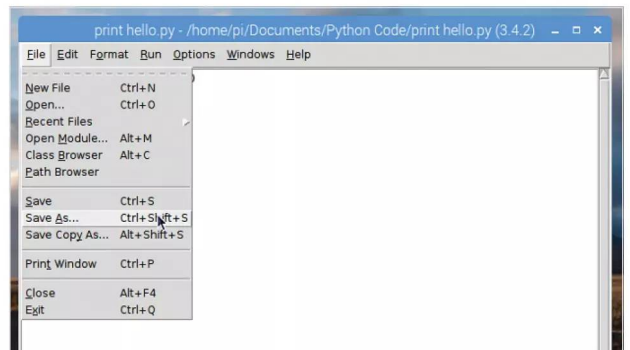 print hello.py - /home/pi/Documents/Python Code/print hello.py (3.4.2)
File Edit Format Run Options Windows Help
)
New File Ctrl+N
Open... Ctrl+O
Recent Files
Open Module... Alt+M
Class Browser Alt+C
Path Browser
Save Ctrl+S
Save As... Ctrl+Shift+S
Save Copy As... Alt+Shift+S
Print Window Ctrl+P
Close Alt+F4
Exit Ctrl+Q